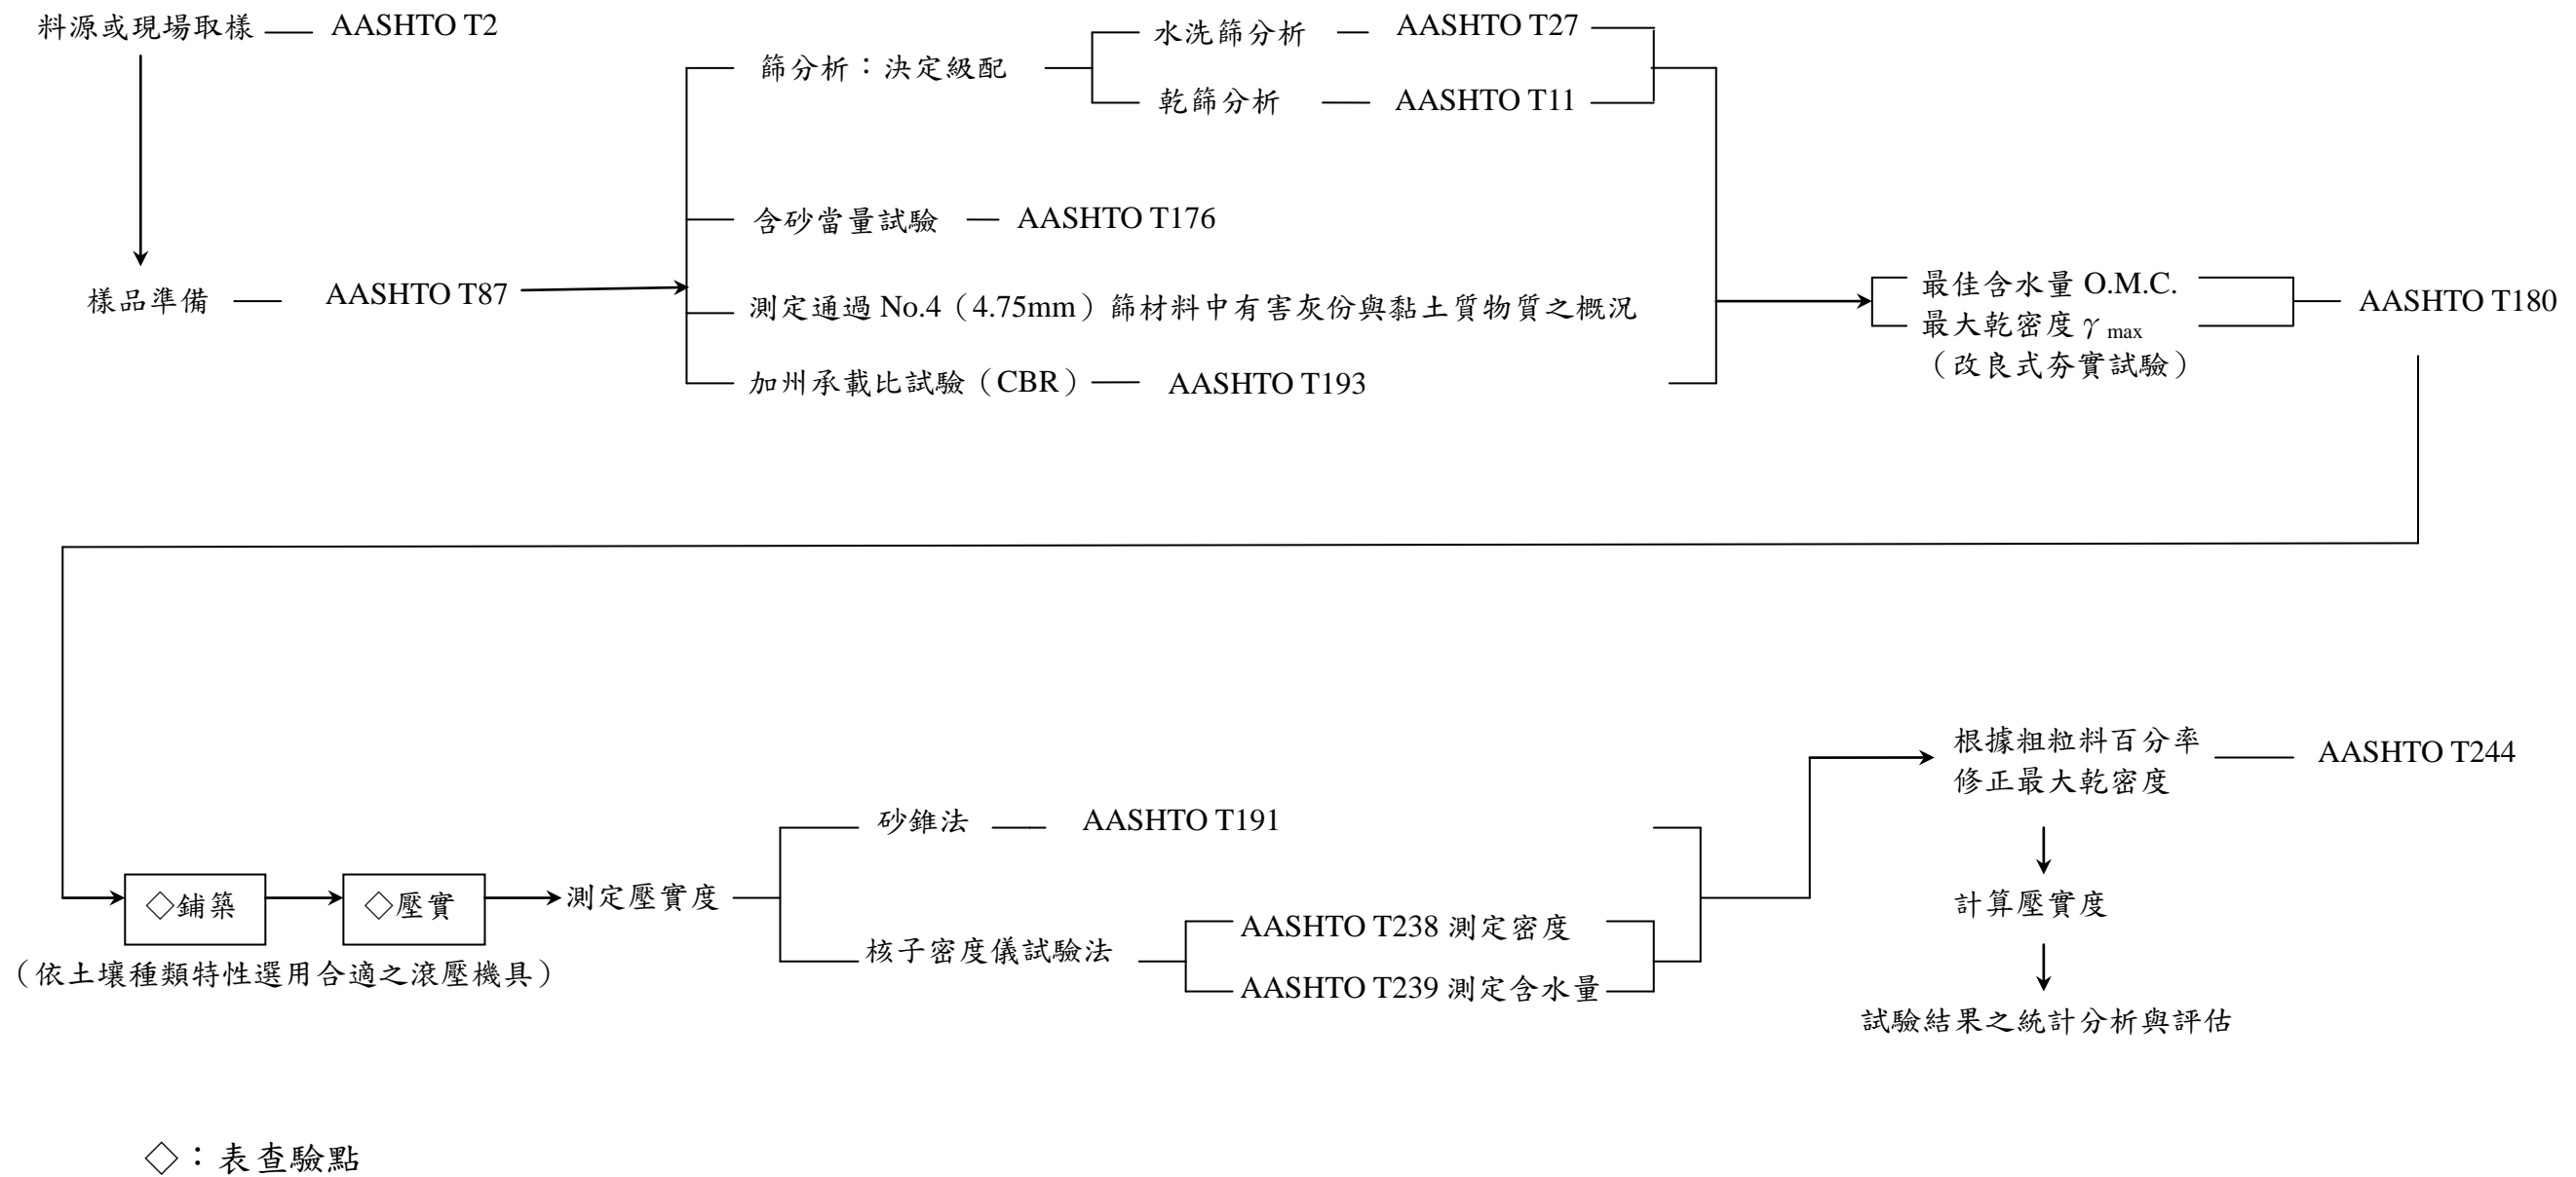 料源或現場取樣 AASHTO T2
水洗篩分析 AASHTO T27
篩分析：決定級配
乾篩分析 AASHTO T11
含砂當量試驗 AASHTO T176
樣品準備 AASHTO T87
測定通過 No.4（4.75mm）篩材料中有害灰份與黏土質物質之概況
加州承載比試驗（CBR） AASHTO T193
最佳含水量 O.M.C.
最大乾密度 γ max
（改良式夯實試驗）
AASHTO T180
◇鋪築
◇壓實
（依土壤種類特性選用合適之滾壓機具）
測定壓實度
砂錐法 AASHTO T191
核子密度儀試驗法
AASHTO T238 測定密度
AASHTO T239 測定含水量
根據粗粒料百分率
修正最大乾密度
AASHTO T244
計算壓實度
試驗結果之統計分析與評估
◇：表查驗點